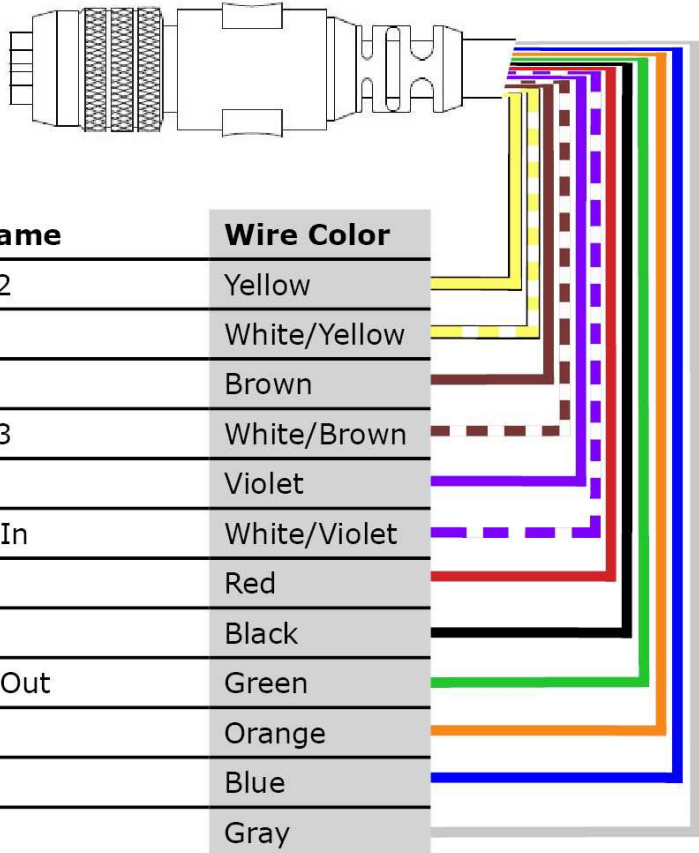 ame Wire Color
2 Yellow
White/Yellow
Brown
3 White/Brown
Violet
In White/Violet
Red
Black
Out Green
Orange
Blue
Gray